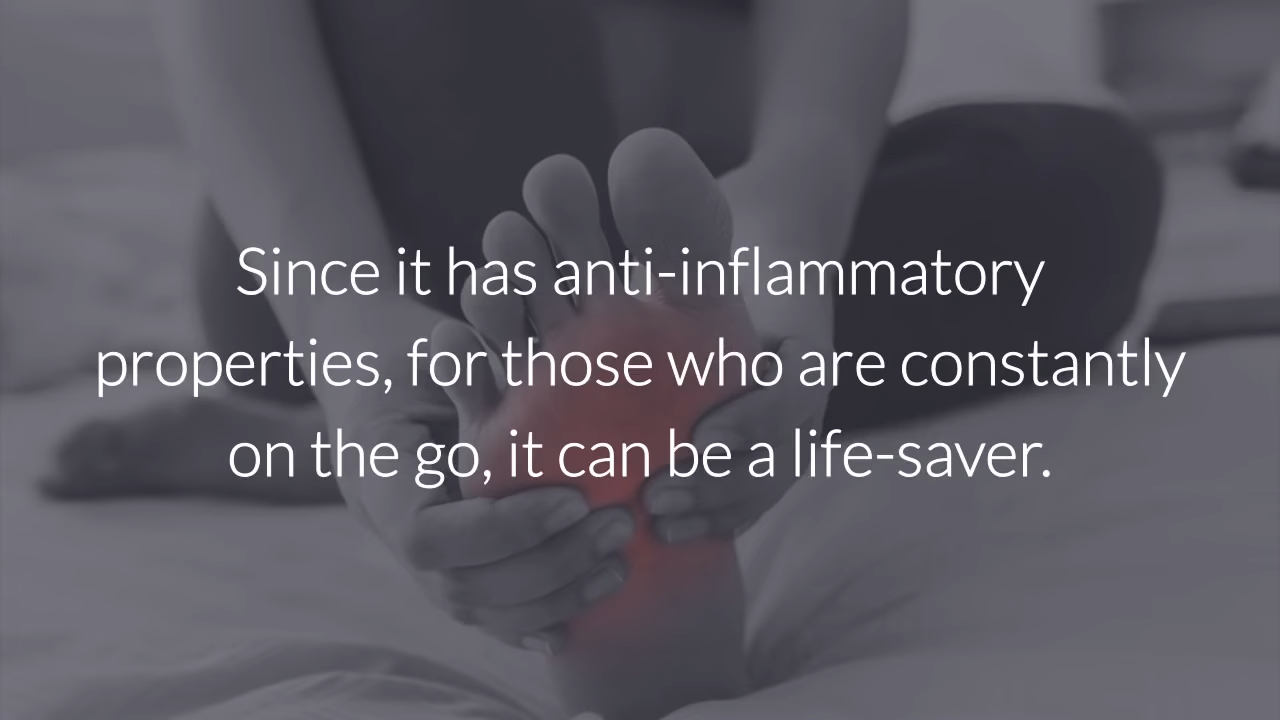 Since it has anti-inflammatory
properties, for those who are constantly
on the go, it can be a life-saver.